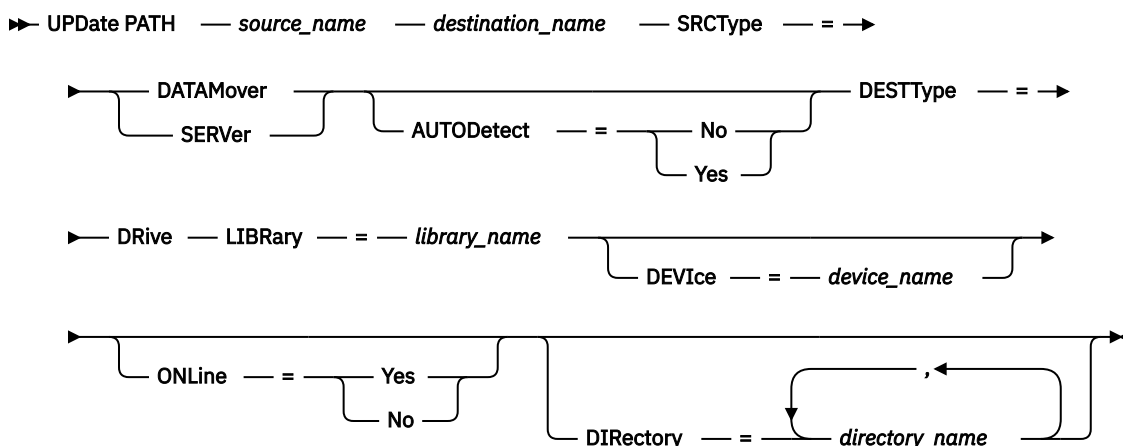 UPDate PATH source_name destination_name SRCType =
DATAMover DESTType =
SERVer AUTODetect = No
Yes
DRive LIBRary = library_name
DEVIce = device_name
ONLine = Yes ,
No
DIRectory = directory_name